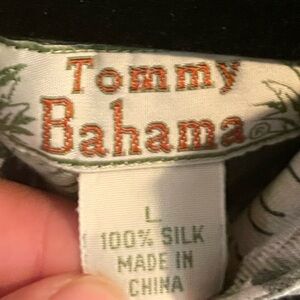 Tommy
Bahama®
L
100% SILK
MADE IN
CHINA